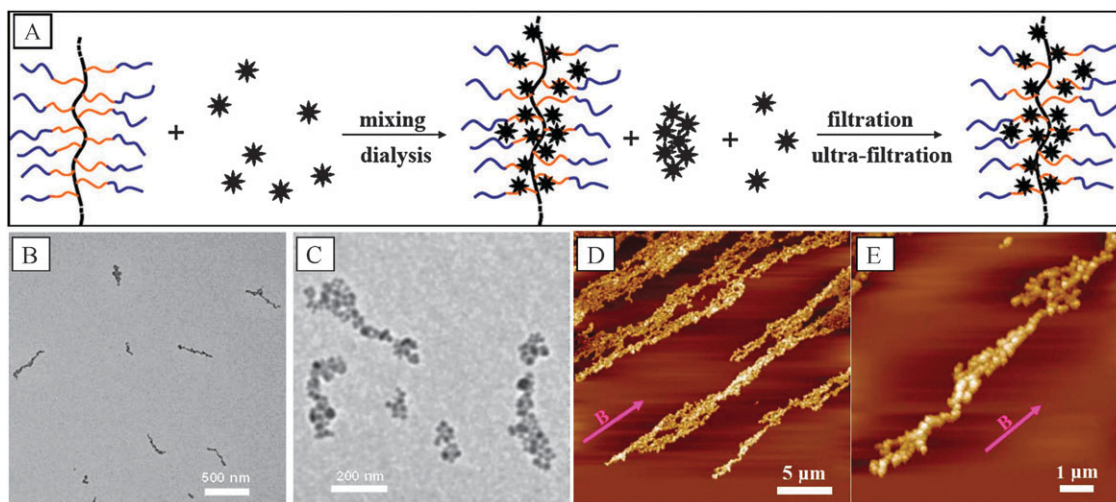 A
+
mixing
dialysis
+
+
filtration
ultra-filtration
B
500 nm
C
200 nm
D
B
5 µm
E
B
1 µm